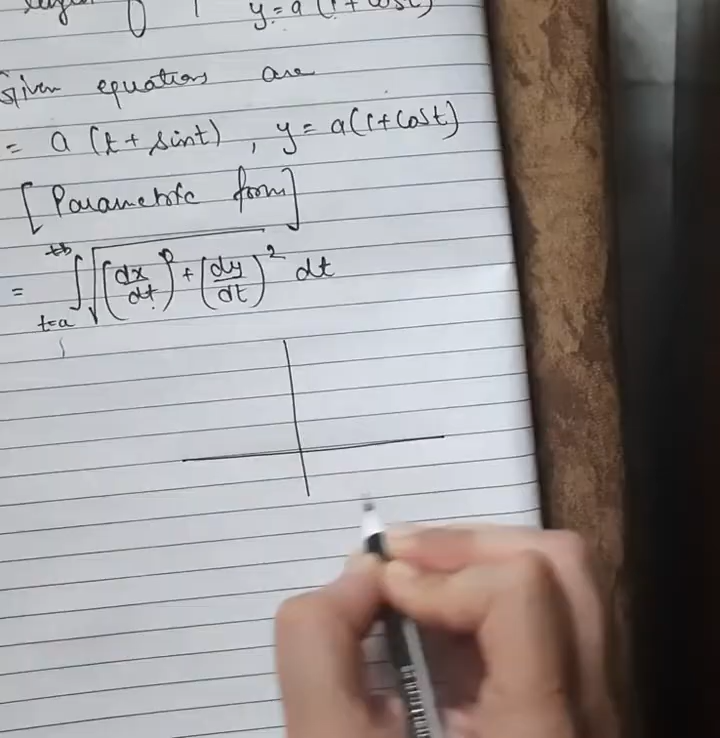 y = a (1 + cost)
given equations are
= a (t + sint) , y = a(1+cost)
[Parametric form]
= ∫ t=a √(dx/dt)² + (dy/dt)² dt